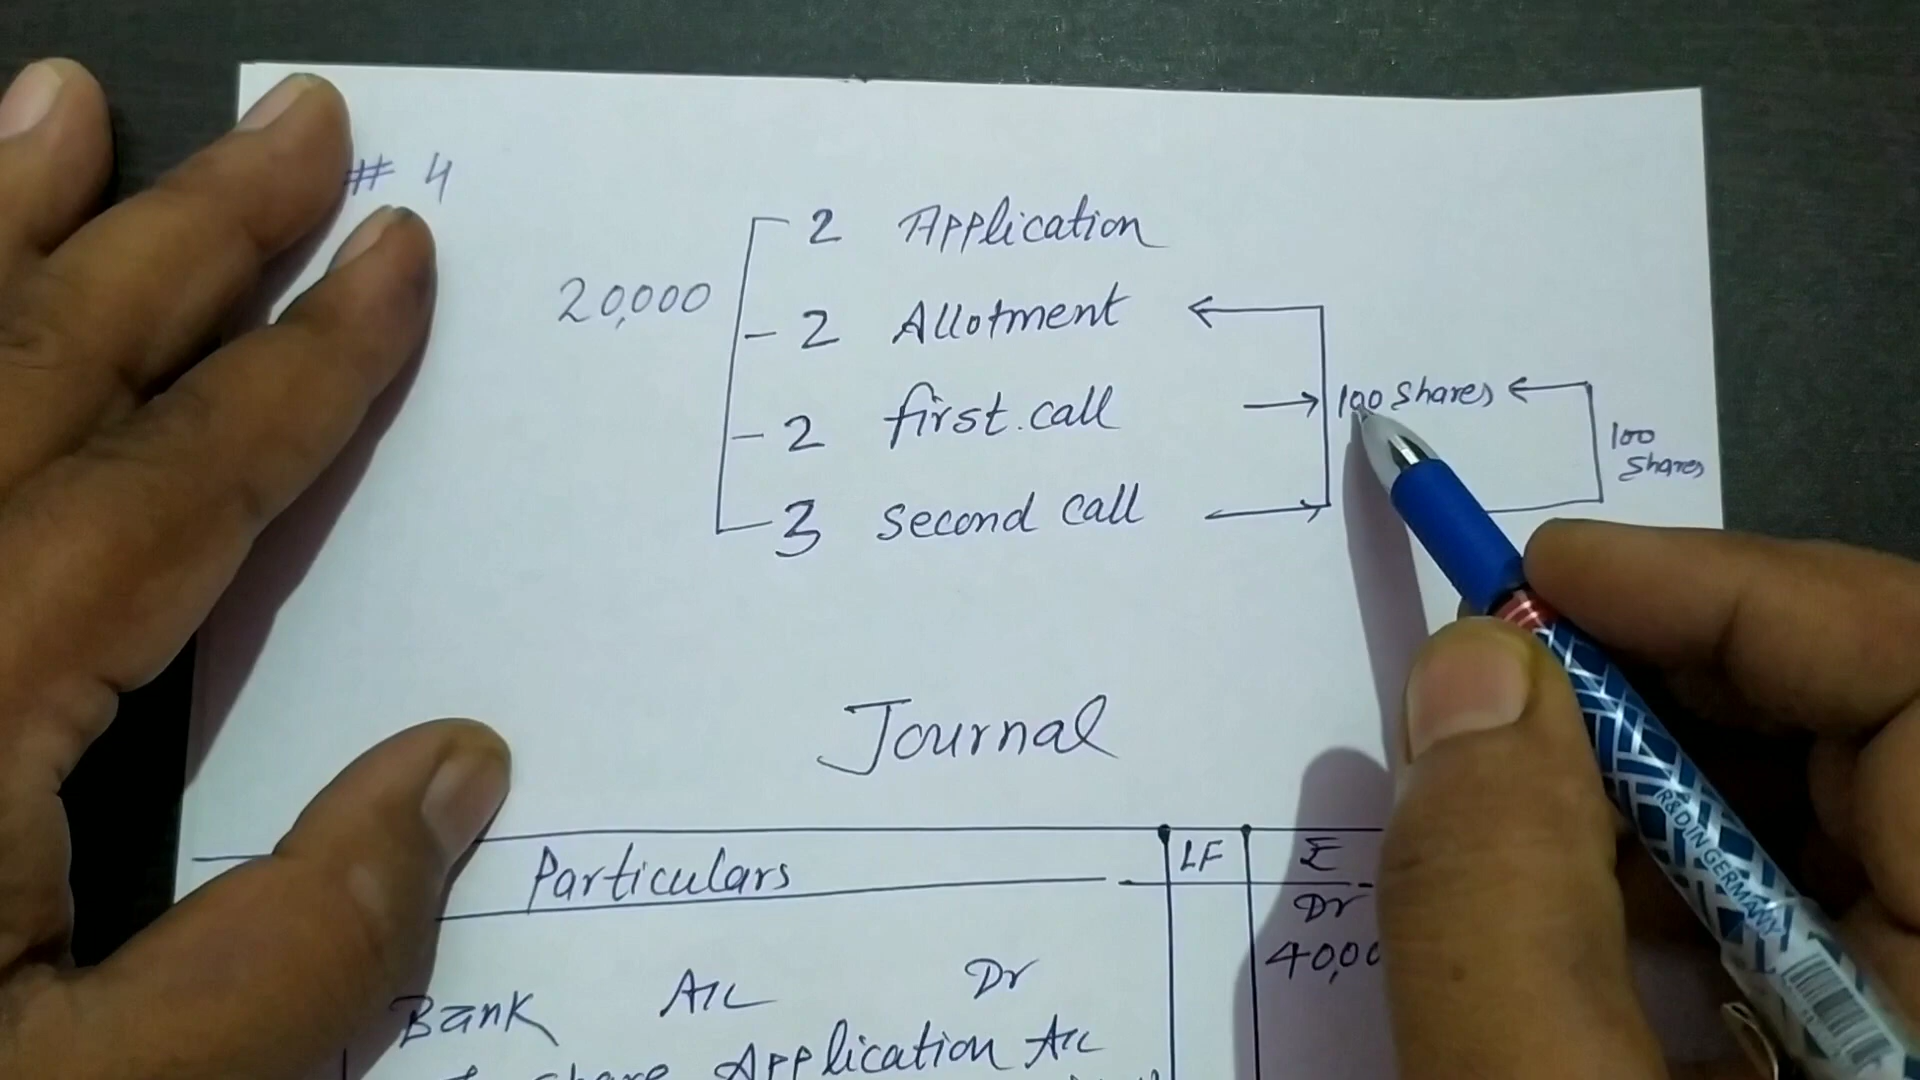 # 4
2 Application
20,000
- 2 Allotment
- 2 first call
100 Shares
100
Shares
3 Second call
Journal
Particulars
LF
₹
Dr
40,00
Bank A/c Dr
Share Application A/c
R&D IN GERMANY